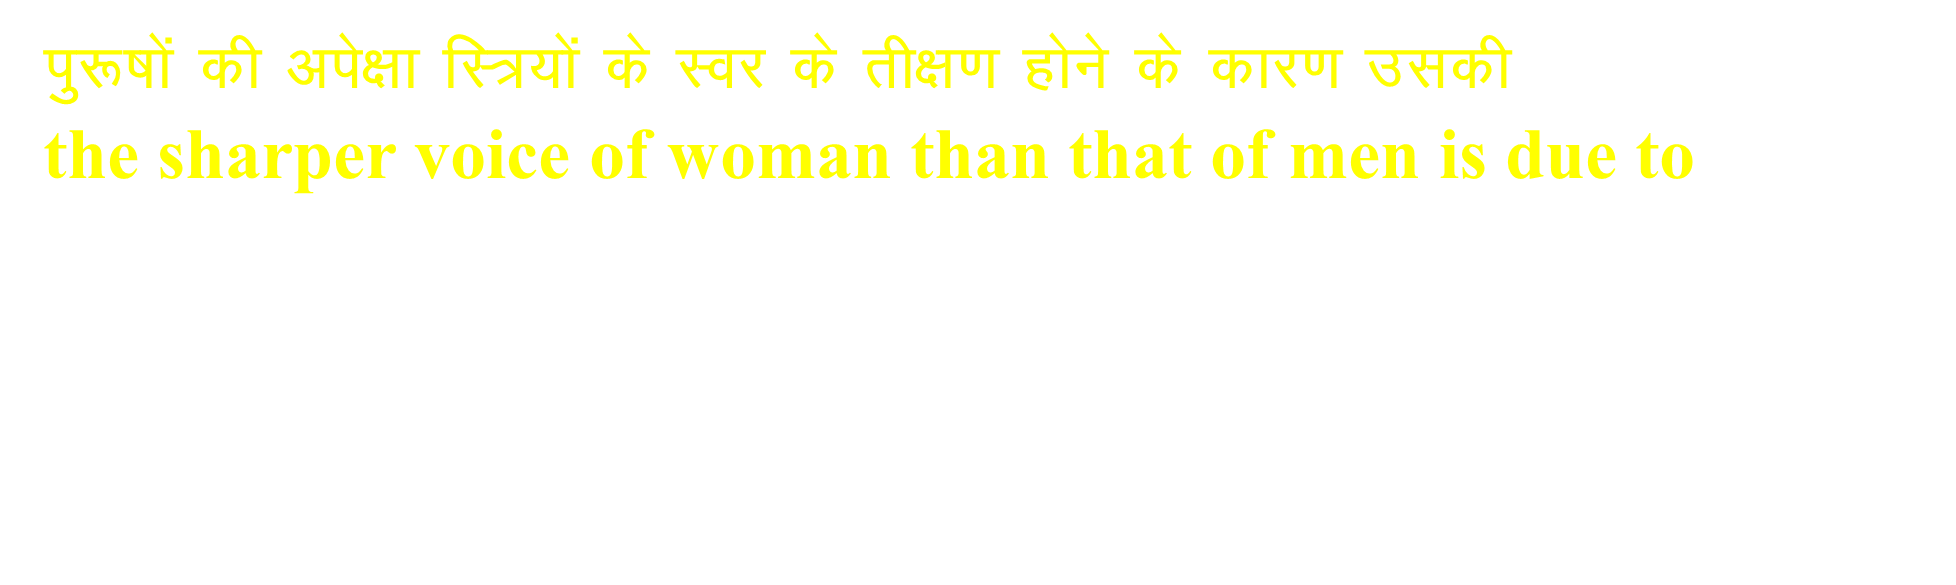 पुरूषों की अपेक्षा स्त्रियों के स्वर के तीक्षण होने के कारण उसकी
the sharper voice of woman than that of men is due to